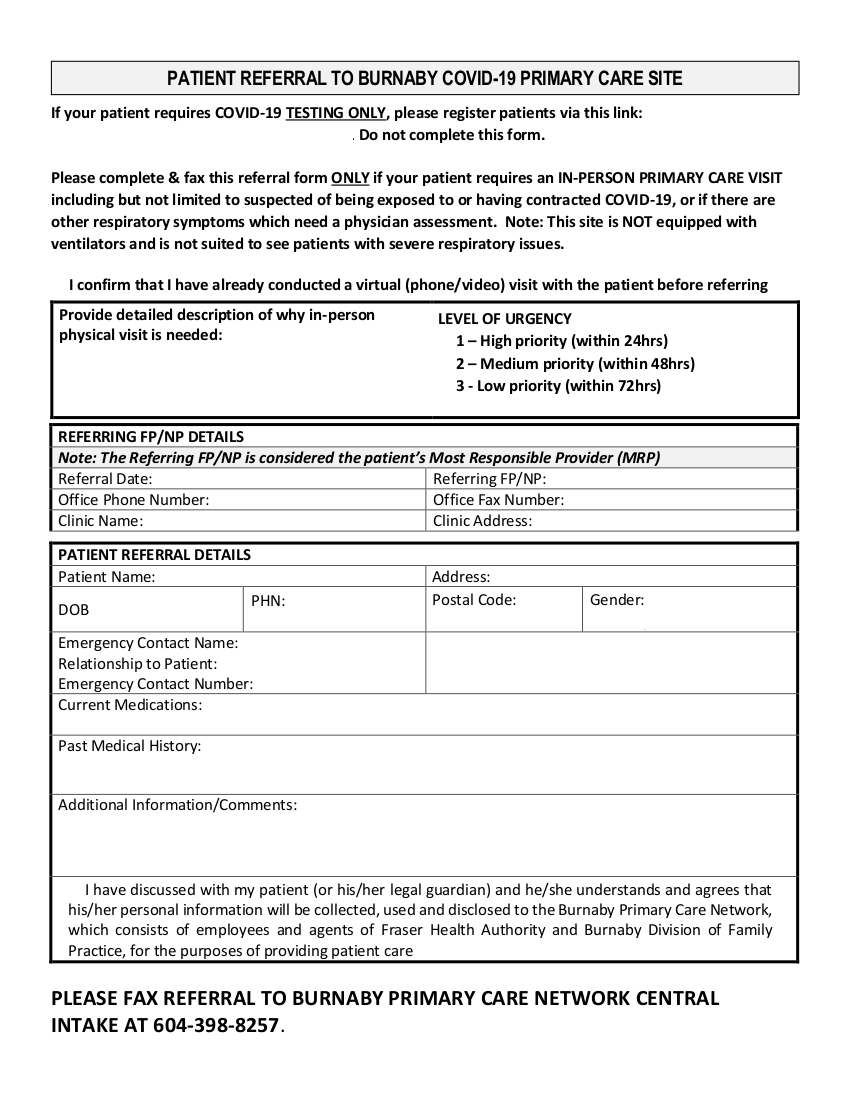 PATIENT REFERRAL TO BURNABY COVID-19 PRIMARY CARE SITE
If your patient requires COVID-19 TESTING ONLY, please register patients via this link:
. Do not complete this form.
Please complete & fax this referral form ONLY if your patient requires an IN-PERSON PRIMARY CARE VISIT
including but not limited to suspected of being exposed to or having contracted COVID-19, or if there are
other respiratory symptoms which need a physician assessment. Note: This site is NOT equipped with
ventilators and is not suited to see patients with severe respiratory issues.
I confirm that I have already conducted a virtual (phone/video) visit with the patient before referring
Provide detailed description of why in-person
physical visit is needed:
LEVEL OF URGENCY
1 – High priority (within 24hrs)
2 – Medium priority (within 48hrs)
3 - Low priority (within 72hrs)
REFERRING FP/NP DETAILS
Note: The Referring FP/NP is considered the patient’s Most Responsible Provider (MRP)
Referral Date: Referring FP/NP:
Office Phone Number: Office Fax Number:
Clinic Name: Clinic Address:
PATIENT REFERRAL DETAILS
Patient Name: Address:
DOB PHN: Postal Code: Gender:
Emergency Contact Name:
Relationship to Patient:
Emergency Contact Number:
Current Medications:
Past Medical History:
Additional Information/Comments:
I have discussed with my patient (or his/her legal guardian) and he/she understands and agrees that
his/her personal information will be collected, used and disclosed to the Burnaby Primary Care Network,
which consists of employees and agents of Fraser Health Authority and Burnaby Division of Family
Practice, for the purposes of providing patient care
PLEASE FAX REFERRAL TO BURNABY PRIMARY CARE NETWORK CENTRAL
INTAKE AT 604-398-8257.